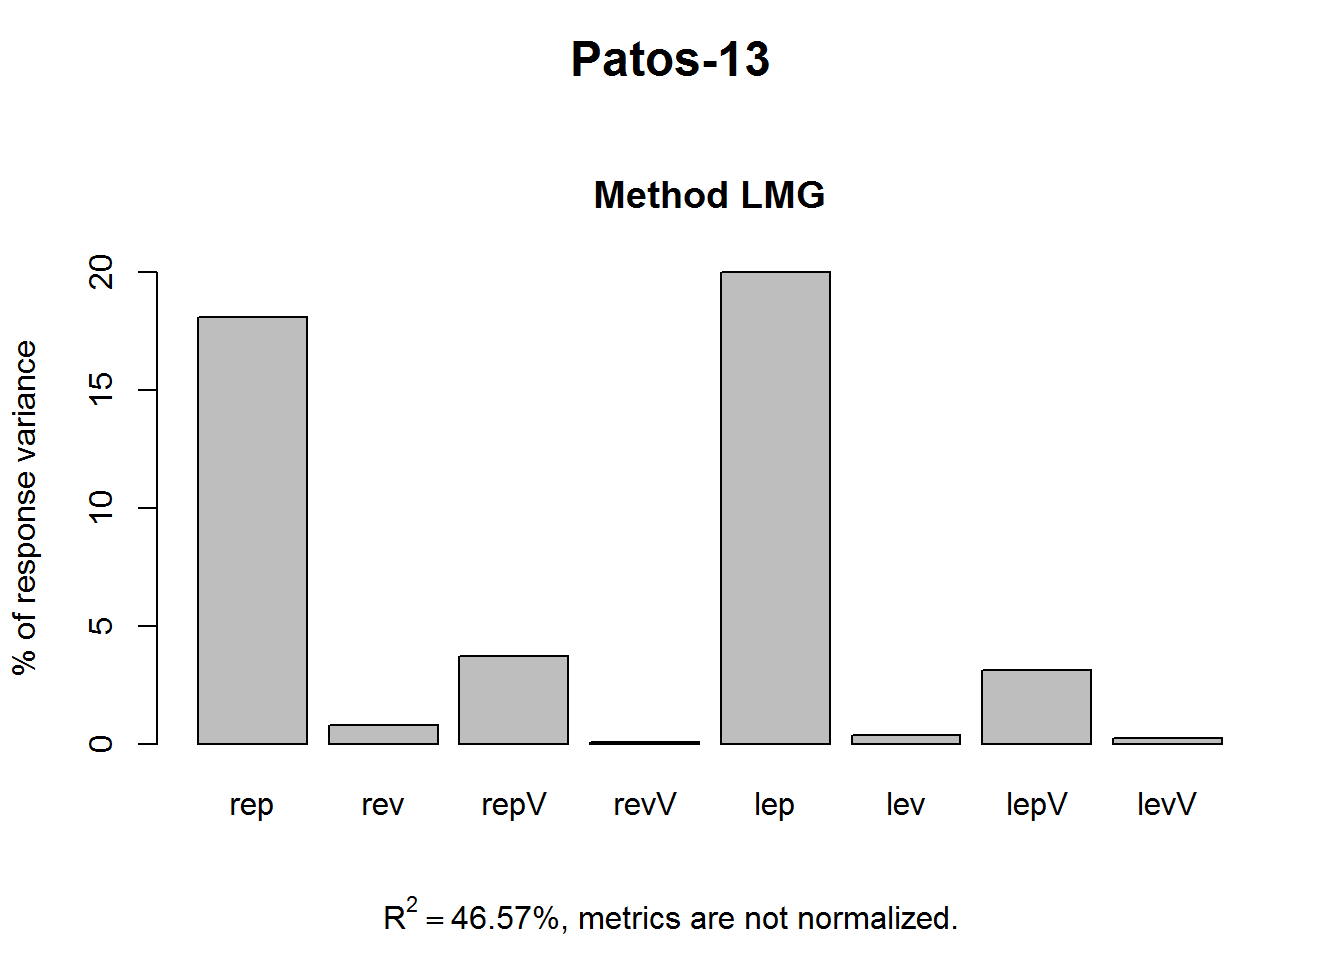 Patos-13
Method LMG
% of response variance
20
15
10
5
0
rep rev repV revV lep lev lepV levV
R² = 46.57%, metrics are not normalized.